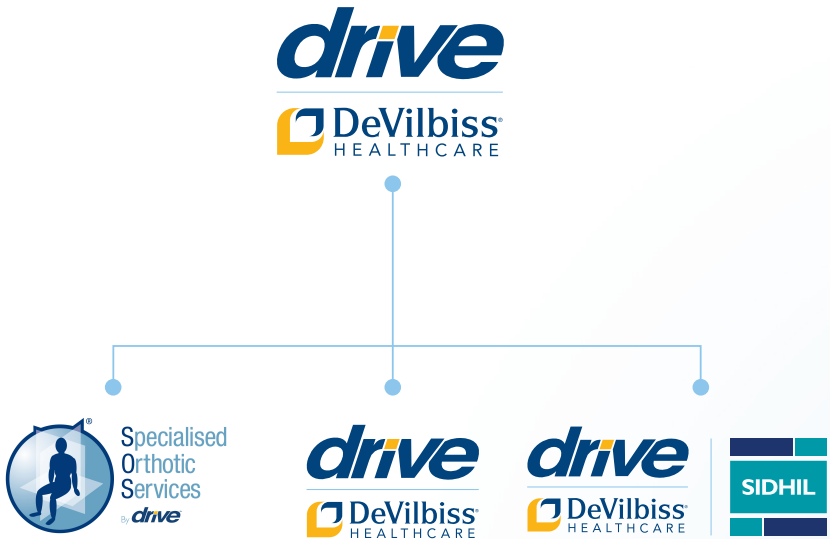 drive
DeVilbiss®
HEALTHCARE
®
Specialised
Orthotic
Services
By drive
drive
DeVilbiss®
HEALTHCARE
drive
DeVilbiss®
HEALTHCARE
SIDHIL